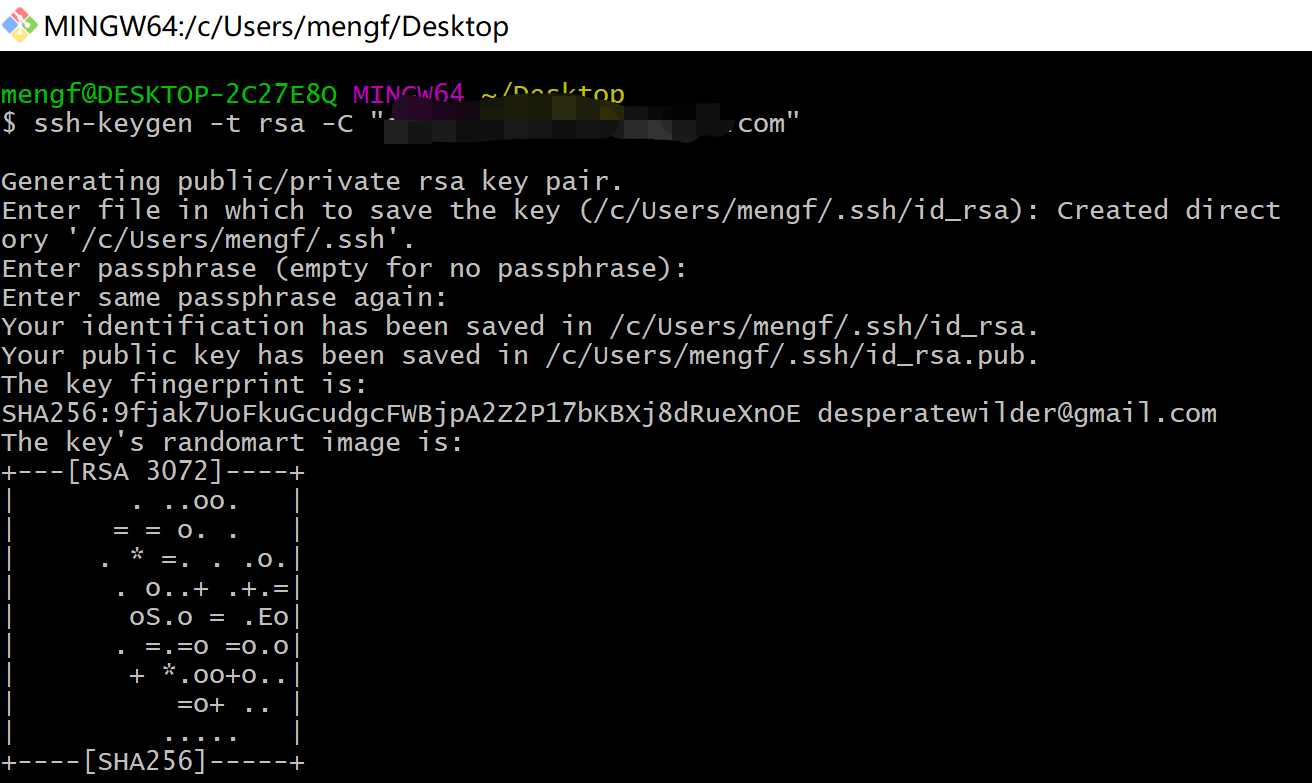 MINGW64:/c/Users/mengf/Desktop
mengf@DESKTOP-2C27E8Q MINGW64 ~/Desktop
$ ssh-keygen -t rsa -C " .com"
Generating public/private rsa key pair.
Enter file in which to save the key (/c/Users/mengf/.ssh/id_rsa): Created direct
ory '/c/Users/mengf/.ssh'.
Enter passphrase (empty for no passphrase):
Enter same passphrase again:
Your identification has been saved in /c/Users/mengf/.ssh/id_rsa.
Your public key has been saved in /c/Users/mengf/.ssh/id_rsa.pub.
The key fingerprint is:
SHA256:9fjak7UoFkuGcudgcFWBjpA2Z2P17bKBXj8dRueXnOE desperatewilder@gmail.com
The key's randomart image is:
+---[RSA 3072]----+
|       . ..oo.   |
|      = = o. .   |
|     . * =. . .o.|
|      . o..+ .+.=|
|       oS.o = .Eo|
|      . =.=o =o.o|
|       + *.oo+o..|
|          =o+ .. |
|         .....   |
+----[SHA256]-----+